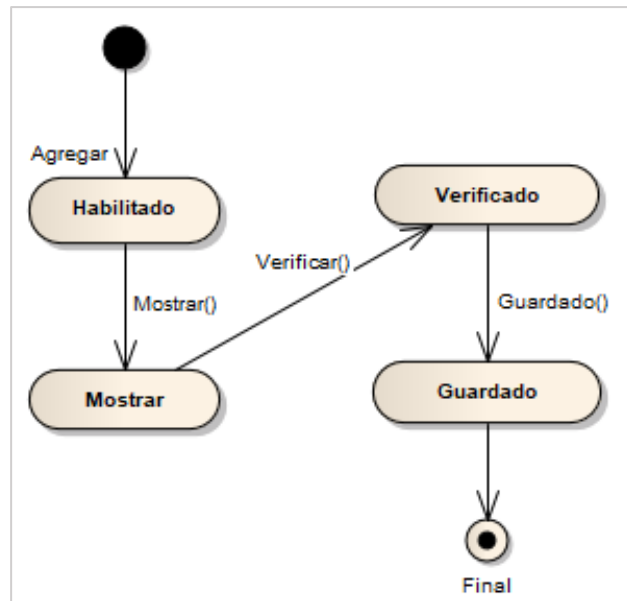 Agregar
Habilitado
Mostrar()
Mostrar
Verificar()
Verificado
Guardado()
Guardado
Final